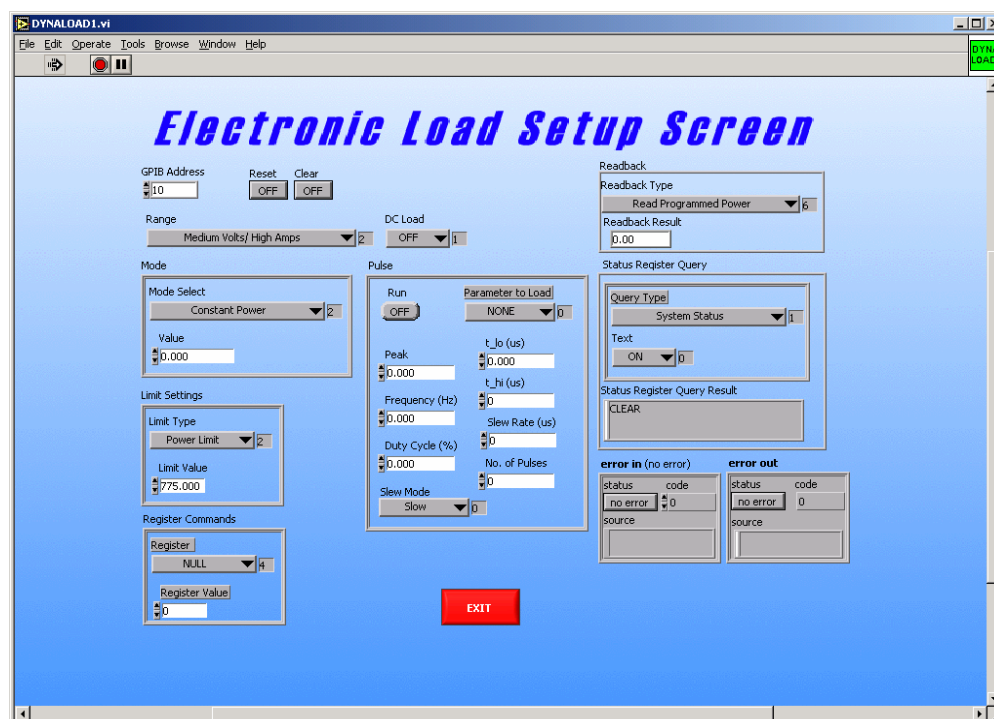 DYNALOAD1.vi
File Edit Operate Tools Browse Window Help
DYNA
LOAD
Electronic Load Setup Screen
GPIB Address
10
Reset
OFF
Clear
OFF
Range
Medium Volts/ High Amps 2
DC Load
OFF 1
Mode
Mode Select
Constant Power 2
Value
0.000
Limit Settings
Limit Type
Power Limit 2
Limit Value
775.000
Register Commands
Register
NULL 4
Register Value
0
Pulse
Run
OFF
Parameter to Load
NONE 0
Peak
0.000
Frequency (Hz)
0.000
Duty Cycle (%)
0.000
Slew Mode
Slow 0
t_lo (us)
0.000
t_hi (us)
0
Slew Rate (us)
0
No. of Pulses
0
EXIT
Readback
Readback Type
Read Programmed Power 6
Readback Result
0.00
Status Register Query
Query Type
System Status 1
Text
ON 0
Status Register Query Result
CLEAR
error in (no error)
status code
no error 0
source
error out
status code
no error 0
source